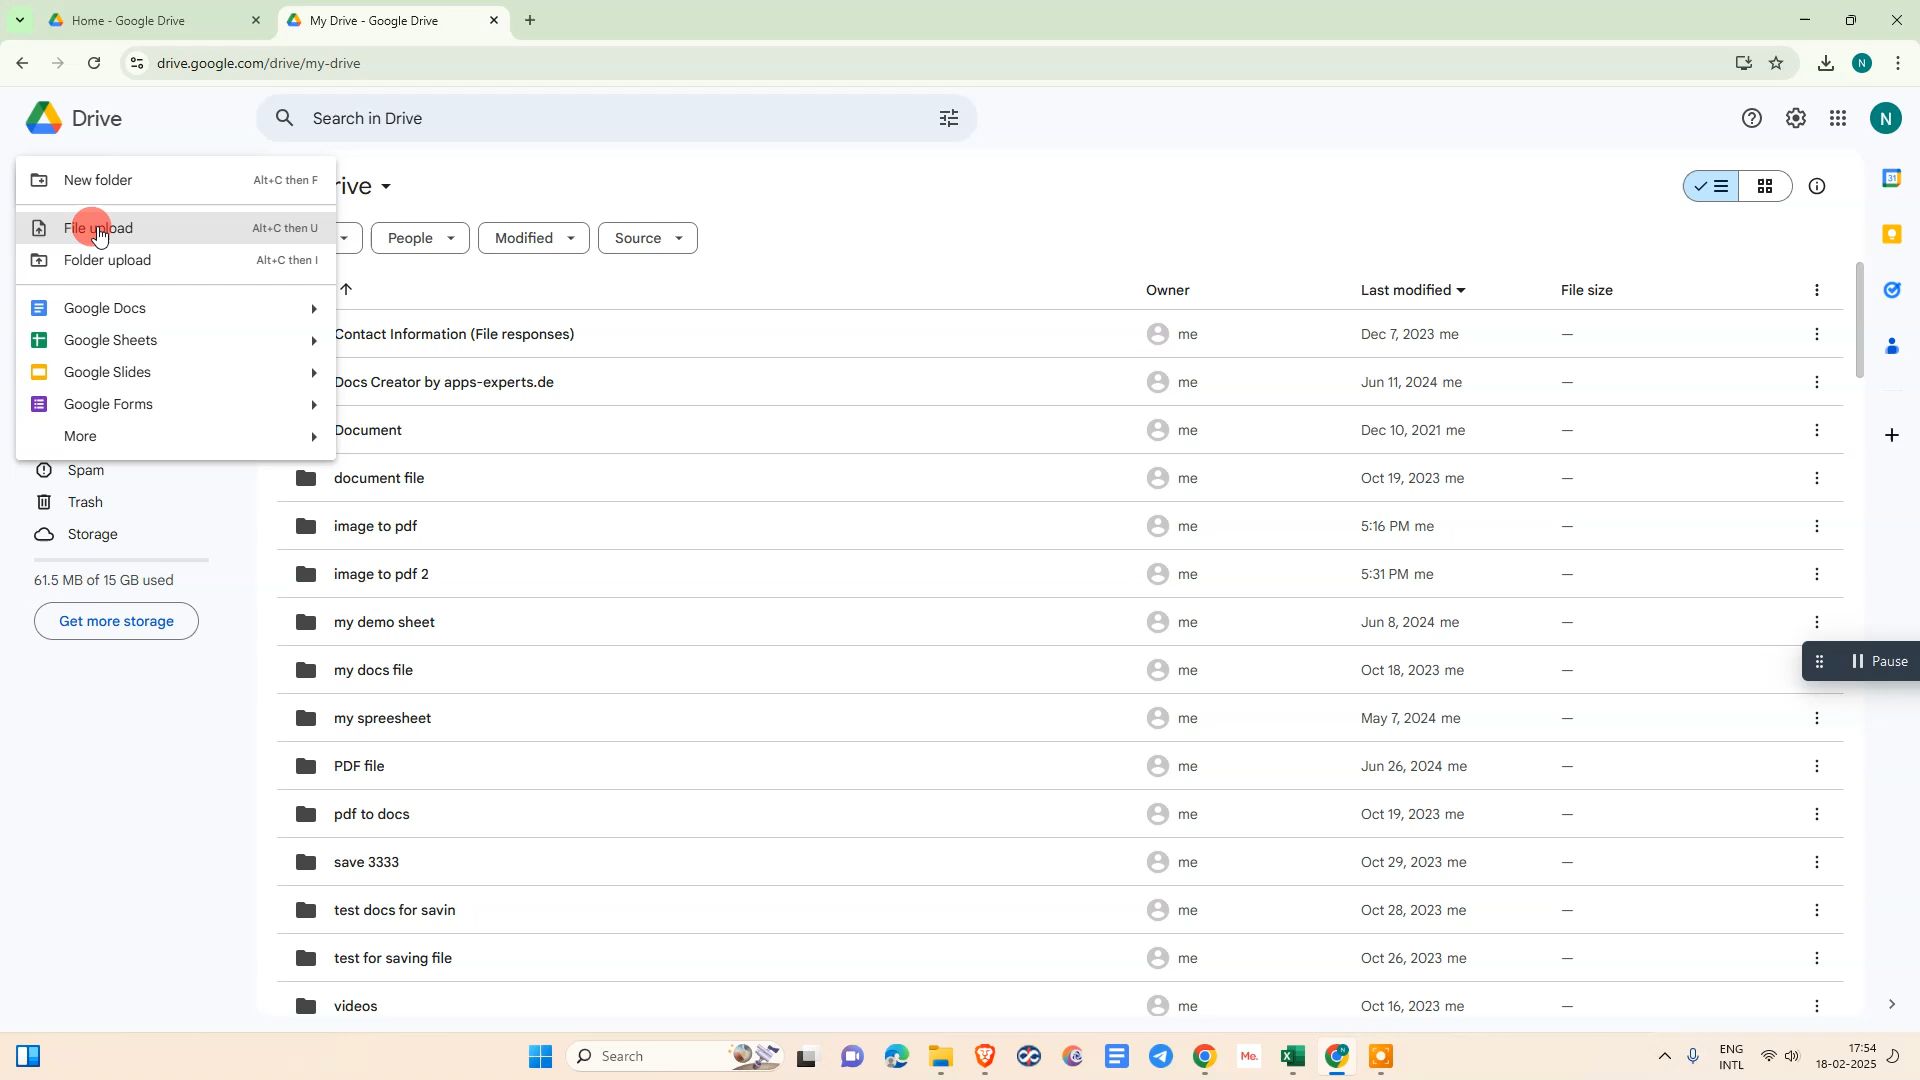 Home - Google Drive
My Drive - Google Drive
drive.google.com/drive/my-drive
N
Drive
Search in Drive
N
New folder Alt+C then F
rive
File upload Alt+C then U
People Modified Source
Folder upload Alt+C then I
Owner Last modified File size
Google Docs
Contact Information (File responses) me Dec 7, 2023 me —
Google Sheets
Google Slides
Docs Creator by apps-experts.de me Jun 11, 2024 me —
Google Forms
Document me Dec 10, 2021 me —
More
Spam
document file me Oct 19, 2023 me —
Trash
image to pdf me 5:16 PM me —
Storage
61.5 MB of 15 GB used
image to pdf 2 me 5:31 PM me —
Get more storage
my demo sheet me Jun 8, 2024 me —
Pause
my docs file me Oct 18, 2023 me —
my spreesheet me May 7, 2024 me —
PDF file me Jun 26, 2024 me —
pdf to docs me Oct 19, 2023 me —
save 3333 me Oct 29, 2023 me —
test docs for savin me Oct 28, 2023 me —
test for saving file me Oct 26, 2023 me —
videos me Oct 16, 2023 me —
Search
Me.
ENG
INTL
17:54
18-02-2025
31